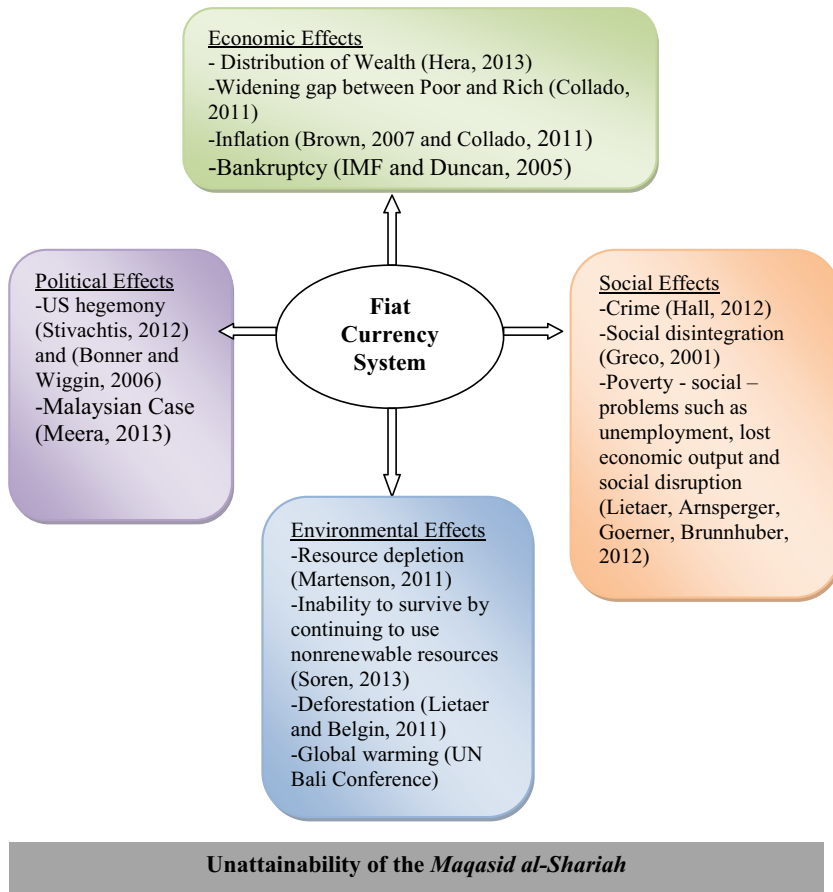 Economic Effects
- Distribution of Wealth (Hera, 2013)
-Widening gap between Poor and Rich (Collado,
2011)
-Inflation (Brown, 2007 and Collado, 2011)
-Bankruptcy (IMF and Duncan, 2005)
Political Effects
-US hegemony
(Stivachtis, 2012)
and (Bonner and
Wiggin, 2006)
-Malaysian Case
(Meera, 2013)
Fiat
Currency
System
Social Effects
-Crime (Hall, 2012)
-Social disintegration
(Greco, 2001)
-Poverty - social –
problems such as
unemployment, lost
economic output and
social disruption
(Lietaer, Arnsperger,
Goerner, Brunnhuber,
2012)
Environmental Effects
-Resource depletion
(Martenson, 2011)
-Inability to survive by
continuing to use
nonrenewable resources
(Soren, 2013)
-Deforestation (Lietaer
and Belgin, 2011)
-Global warming (UN
Bali Conference)
Unattainability of the Maqasid al-Shariah